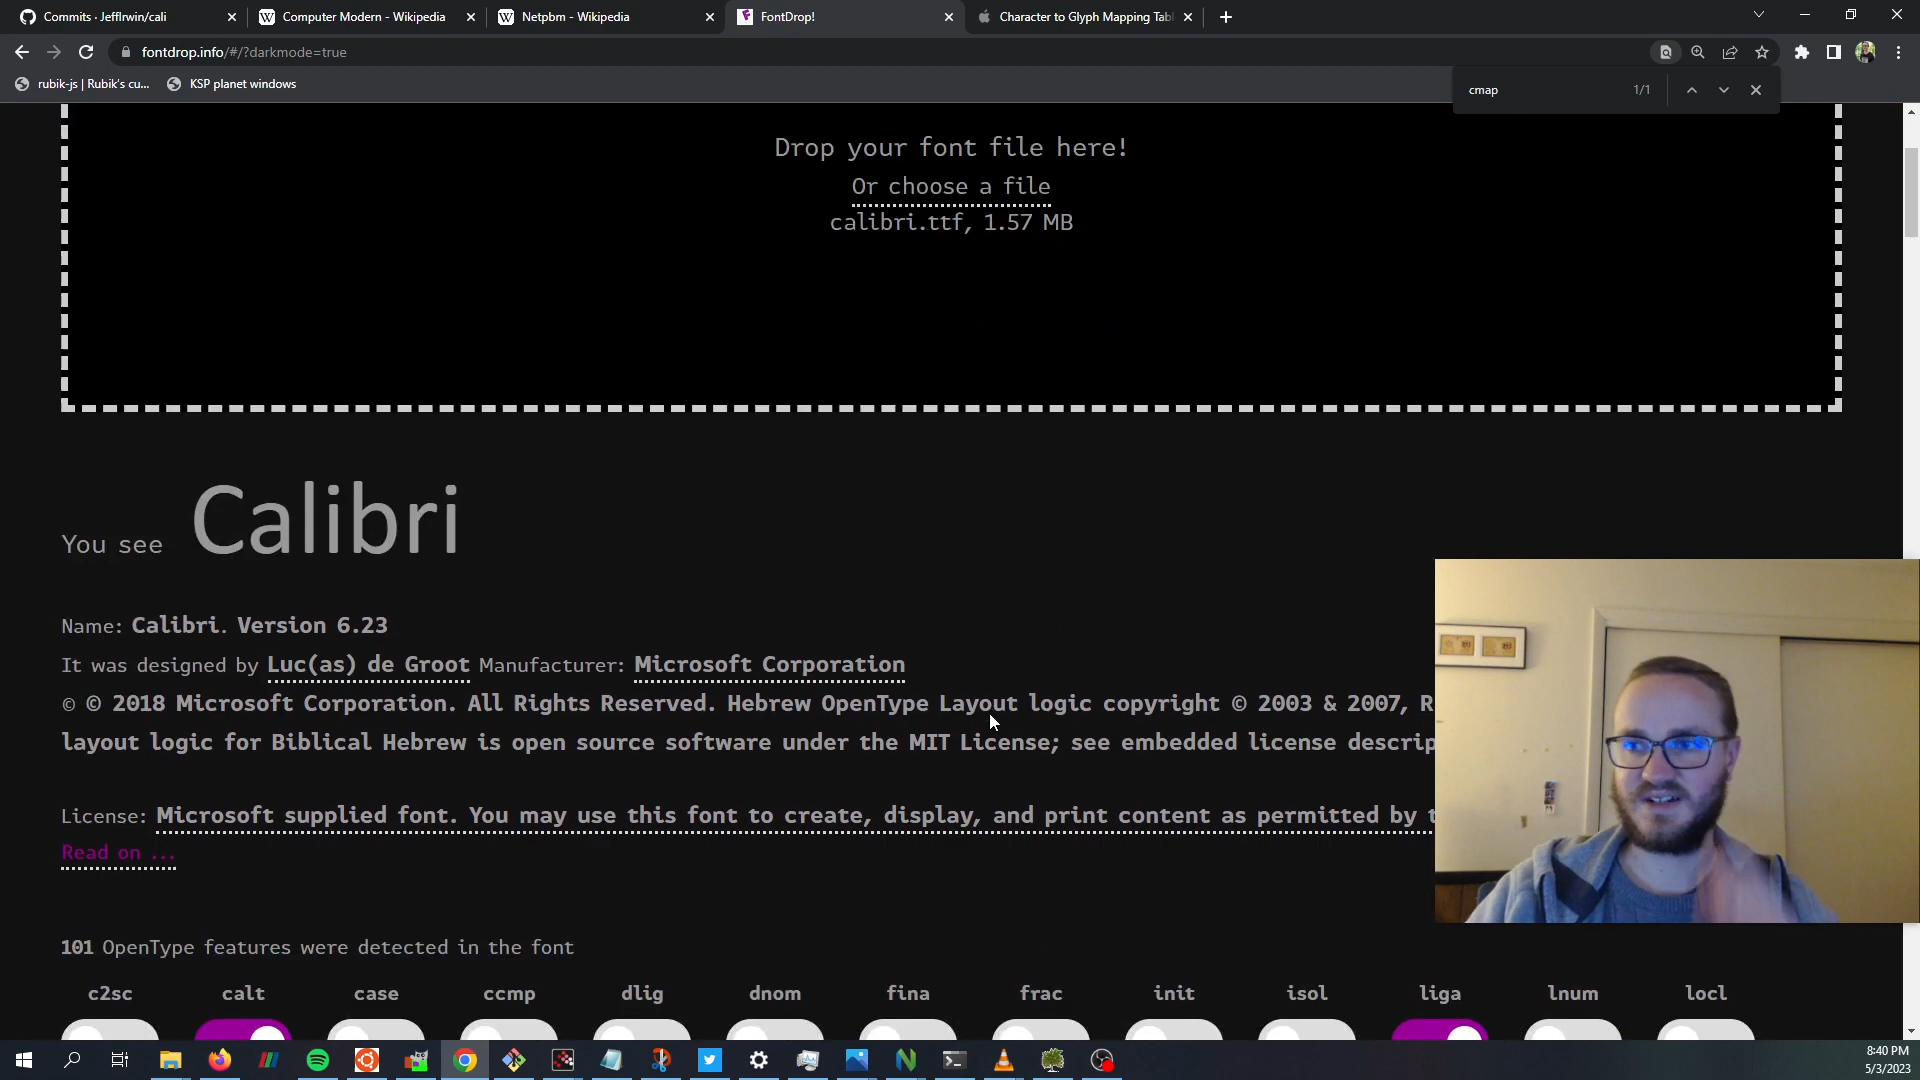 Commits · JeffIrwin/cali
Computer Modern - Wikipedia
Netpbm - Wikipedia
FontDrop!
Character to Glyph Mapping Tabl
fontdrop.info/#/?darkmode=true
rubik-js | Rubik's cu...
KSP planet windows
cmap
1/1
Drop your font file here!
Or choose a file
calibri.ttf, 1.57 MB
You see Calibri
Name: Calibri. Version 6.23
It was designed by Luc(as) de Groot Manufacturer: Microsoft Corporation
© © 2018 Microsoft Corporation. All Rights Reserved. Hebrew OpenType Layout logic copyright © 2003 & 2007, R
layout logic for Biblical Hebrew is open source software under the MIT License; see embedded license descrip
License: Microsoft supplied font. You may use this font to create, display, and print content as permitted by t
Read on ...
101 OpenType features were detected in the font
c2sc calt case ccmp dlig dnom fina frac init isol liga lnum locl
8:40 PM
5/3/2023